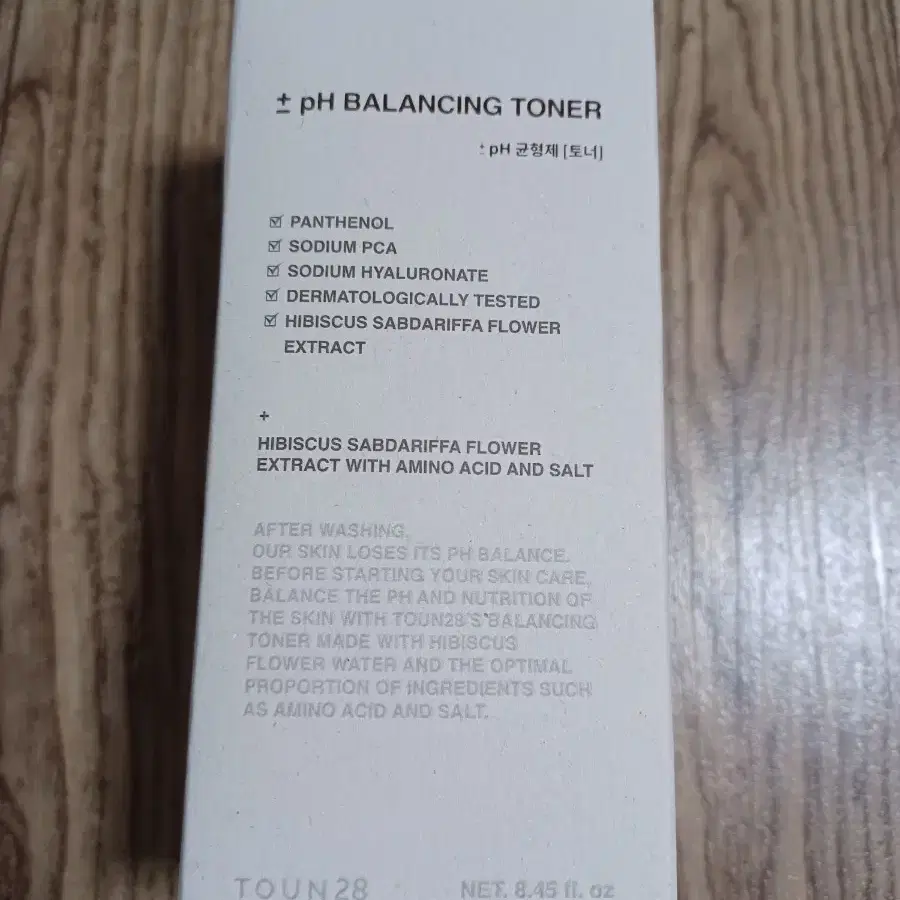 ± pH BALANCING TONER
± pH 균형제 [토너]
☑ PANTHENOL
☑ SODIUM PCA
☑ SODIUM HYALURONATE
☑ DERMATOLOGICALLY TESTED
☑ HIBISCUS SABDARIFFA FLOWER
EXTRACT
+
HIBISCUS SABDARIFFA FLOWER
EXTRACT WITH AMINO ACID AND SALT
AFTER WASHING,
OUR SKIN LOSES ITS PH BALANCE.
BEFORE STARTING YOUR SKIN CARE,
BALANCE THE PH AND NUTRITION OF
THE SKIN WITH TOUN28'S BALANCING
TONER MADE WITH HIBISCUS
FLOWER WATER AND THE OPTIMAL
PROPORTION OF INGREDIENTS SUCH
AS AMINO ACID AND SALT.
TOUN28 NET. 8.45 fl. oz